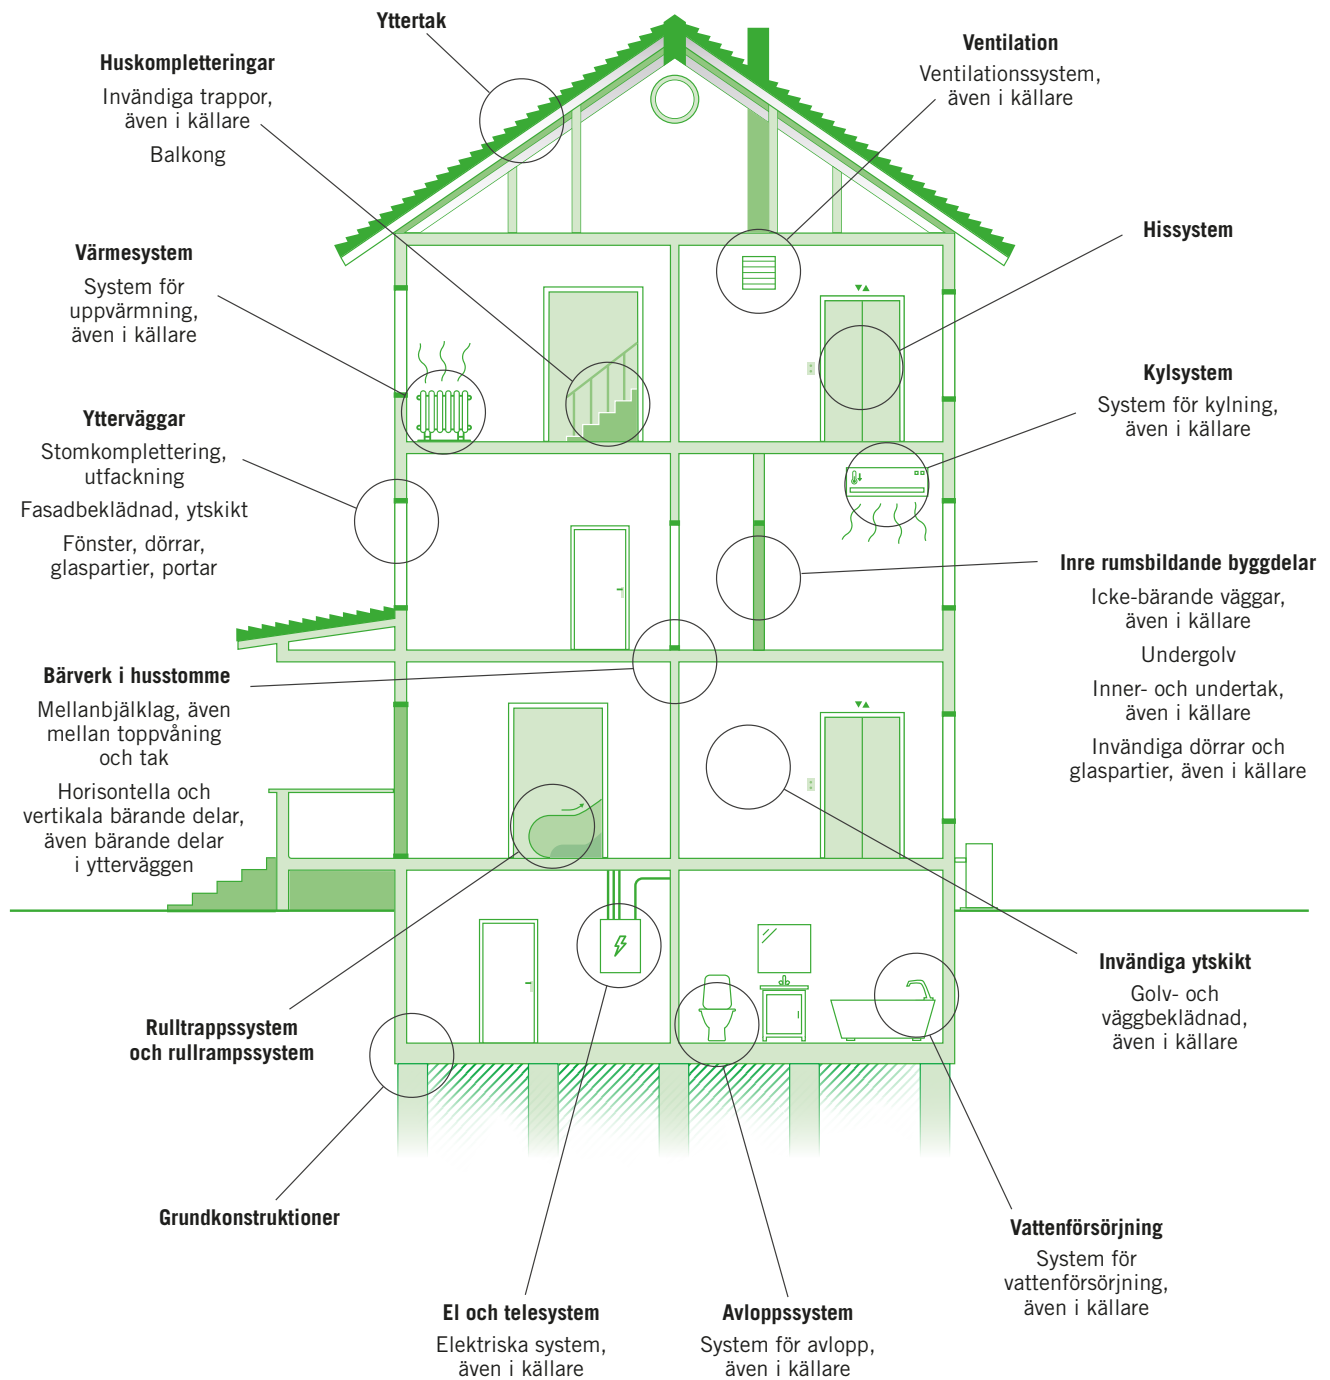 Yttertak
Huskompletteringar
Invändiga trappor,
även i källare
Balkong
Ventilation
Ventilationssystem,
även i källare
Värmesystem
System för
uppvärmning,
även i källare
Hissystem
Ytterväggar
Stomkomplettering,
utfackning
Fasadbeklädnad, ytskikt
Fönster, dörrar,
glaspartier, portar
Kylsystem
System för kylning,
även i källare
Bärverk i husstomme
Mellanbjälklag, även
mellan toppvåning
och tak
Horisontella och
vertikala bärande delar,
även bärande delar
i ytterväggen
Inre rumsbildande byggdelar
Icke-bärande väggar,
även i källare
Undergolv
Inner- och undertak,
även i källare
Invändiga dörrar och
glaspartier, även i källare
Rulltrappssystem
och rullrampssystem
Invändiga ytskikt
Golv- och
väggbeklädnad,
även i källare
Grundkonstruktioner
Vattenförsörjning
System för
vattenförsörjning,
även i källare
El och telesystem
Elektriska system,
även i källare
Avloppssystem
System för avlopp,
även i källare